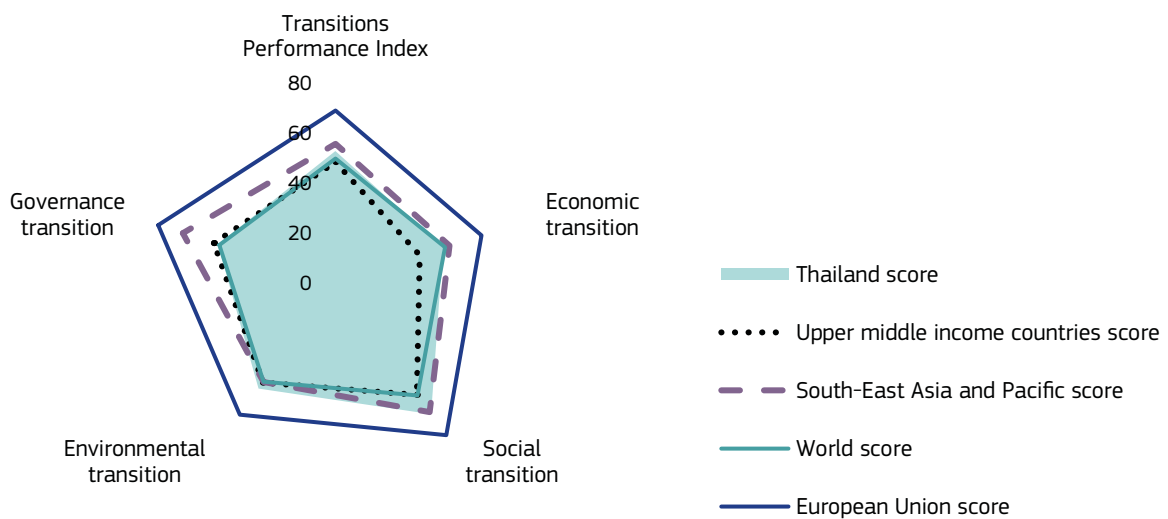 Transitions
Performance Index
80
60
40
20
0
Governance
transition
Economic
transition
Environmental
transition
Social
transition
Thailand score
Upper middle income countries score
South-East Asia and Pacific score
World score
European Union score